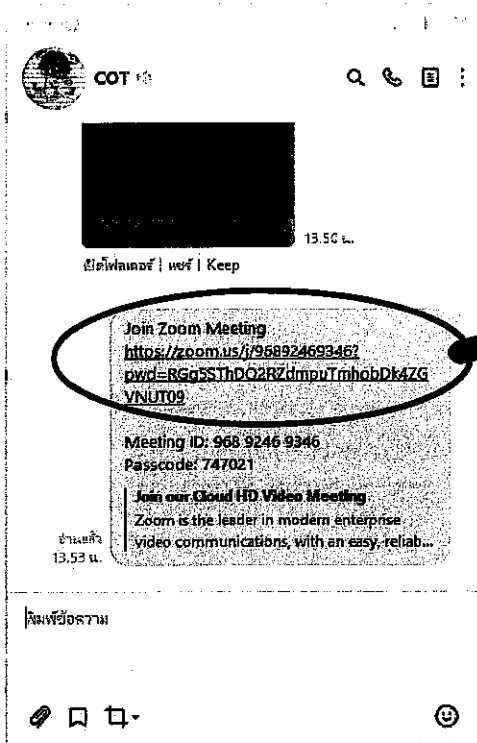 COT
13.50 น.
เปิดโฟลเดอร์ | แชร์ | Keep
Join Zoom Meeting
https://zoom.us/j/96892469346?
VNUT09
Meeting ID: 968 9246 9346
Passcode: 747021
Join our Cloud HD Video Meeting
Zoom is the leader in modern enterprise
video communications, with an easy, reliab...
อ่านแล้ว
13.53 น.
พิมพ์ข้อความ